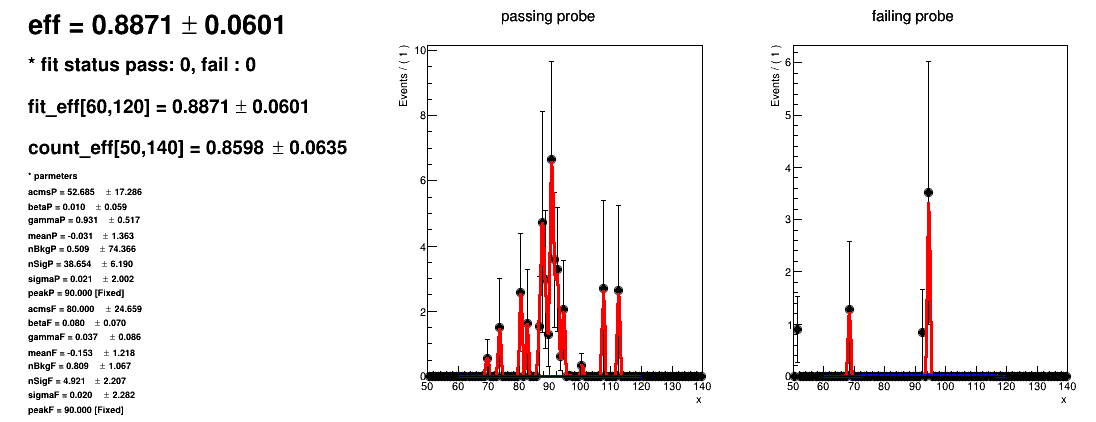 eff = 0.8871 ± 0.0601
* fit status pass: 0, fail : 0
fit_eff[60,120] = 0.8871 ± 0.0601
count_eff[50,140] = 0.8598 ± 0.0635
* parmeters
acmsP = 52.685 ± 17.286
betaP = 0.010 ± 0.059
gammaP = 0.931 ± 0.517
meanP = -0.031 ± 1.363
nBkgP = 0.509 ± 74.366
nSigP = 38.654 ± 6.190
sigmaP = 0.021 ± 2.002
peakP = 90.000 [Fixed]
acmsF = 80.000 ± 24.659
betaF = 0.080 ± 0.070
gammaF = 0.037 ± 0.086
meanF = -0.153 ± 1.218
nBkgF = 0.809 ± 1.067
nSigF = 4.921 ± 2.207
sigmaF = 0.020 ± 2.282
peakF = 90.000 [Fixed]
passing probe
Events / ( 1 )
10
8
6
4
2
0
50 60 70 80 90 100 110 120 130 140
x
failing probe
Events / ( 1 )
6
5
4
3
2
1
0
50 60 70 80 90 100 110 120 130 140
x